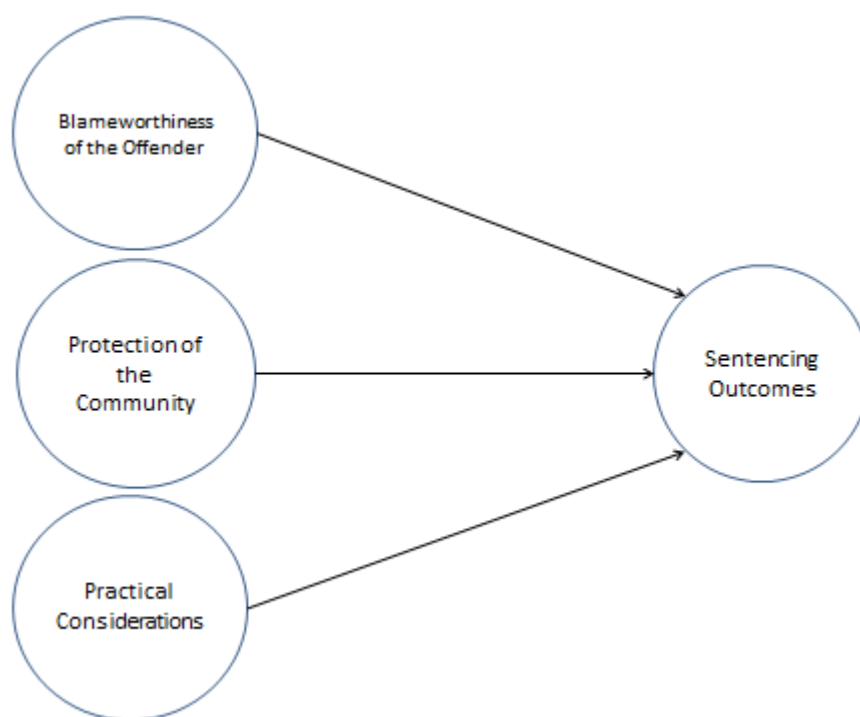 Blameworthiness
of the Offender
Protection of
the
Community
Sentencing
Outcomes
Practical
Considerations